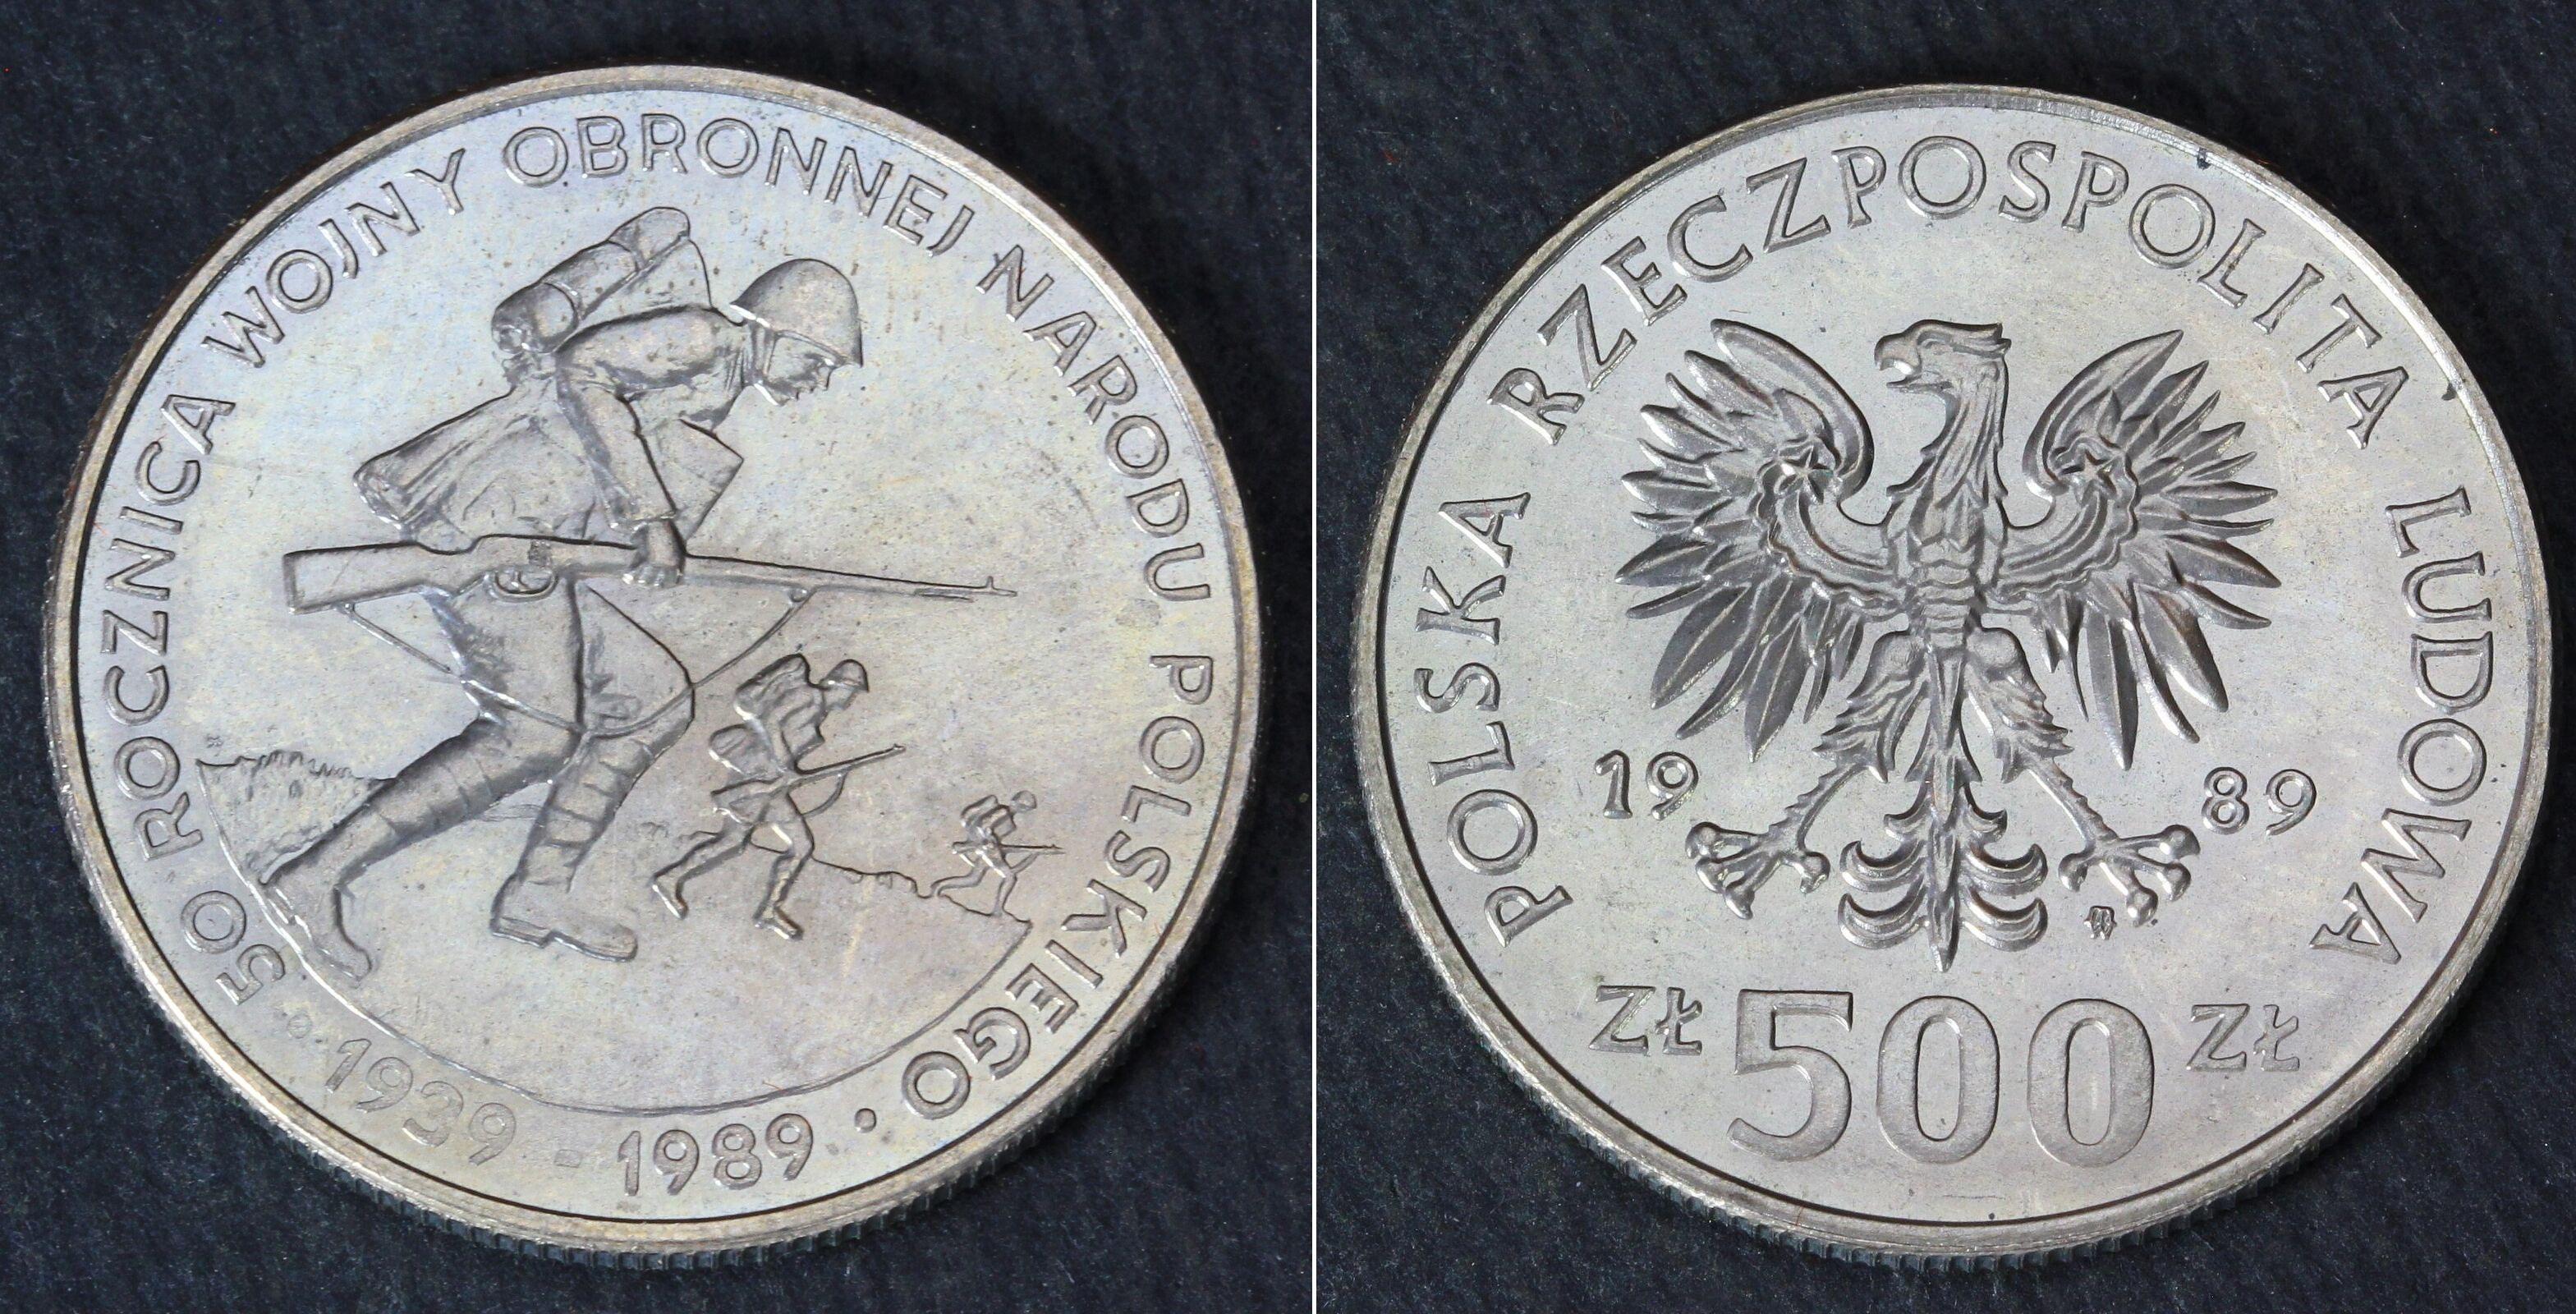 50 ROCZNICA WOJNY OBRONNEJ NARODU POLSKIEGO
• 1939 - 1989 •
POLSKA RZECZPOSPOLITA LUDOWA
19 89
ZŁ 500 ZŁ